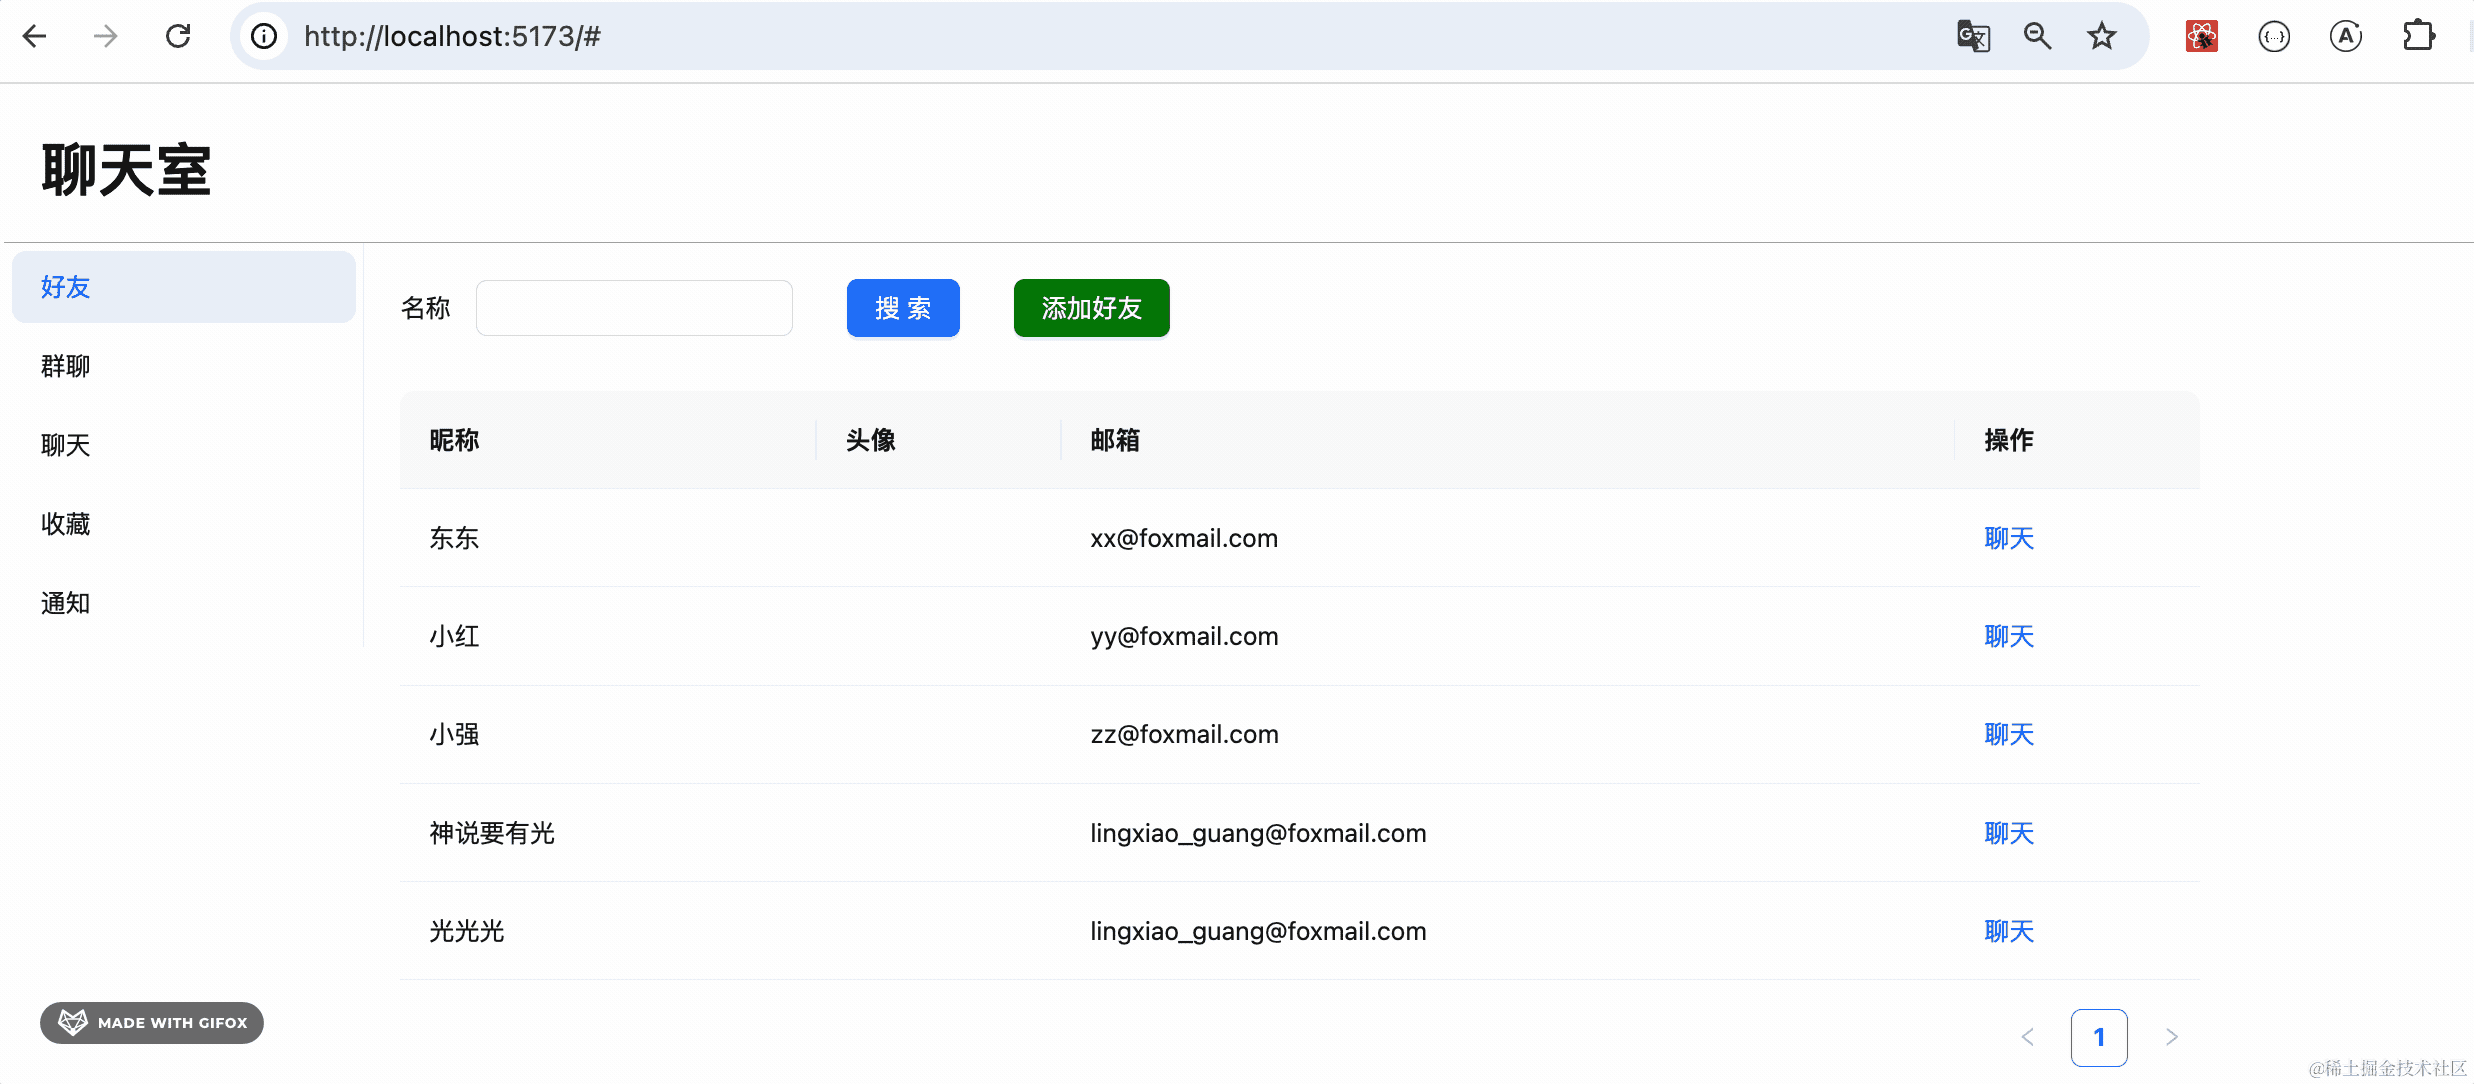 http://localhost:5173/#
聊天室
好友
群聊
聊天
收藏
通知
名称 搜 索 添加好友
昵称 头像 邮箱 操作
东东 xx@foxmail.com 聊天
小红 yy@foxmail.com 聊天
小强 zz@foxmail.com 聊天
神说要有光 lingxiao_guang@foxmail.com 聊天
光光光 lingxiao_guang@foxmail.com 聊天
< 1 >
MADE WITH GIFOX
@稀土掘金技术社区